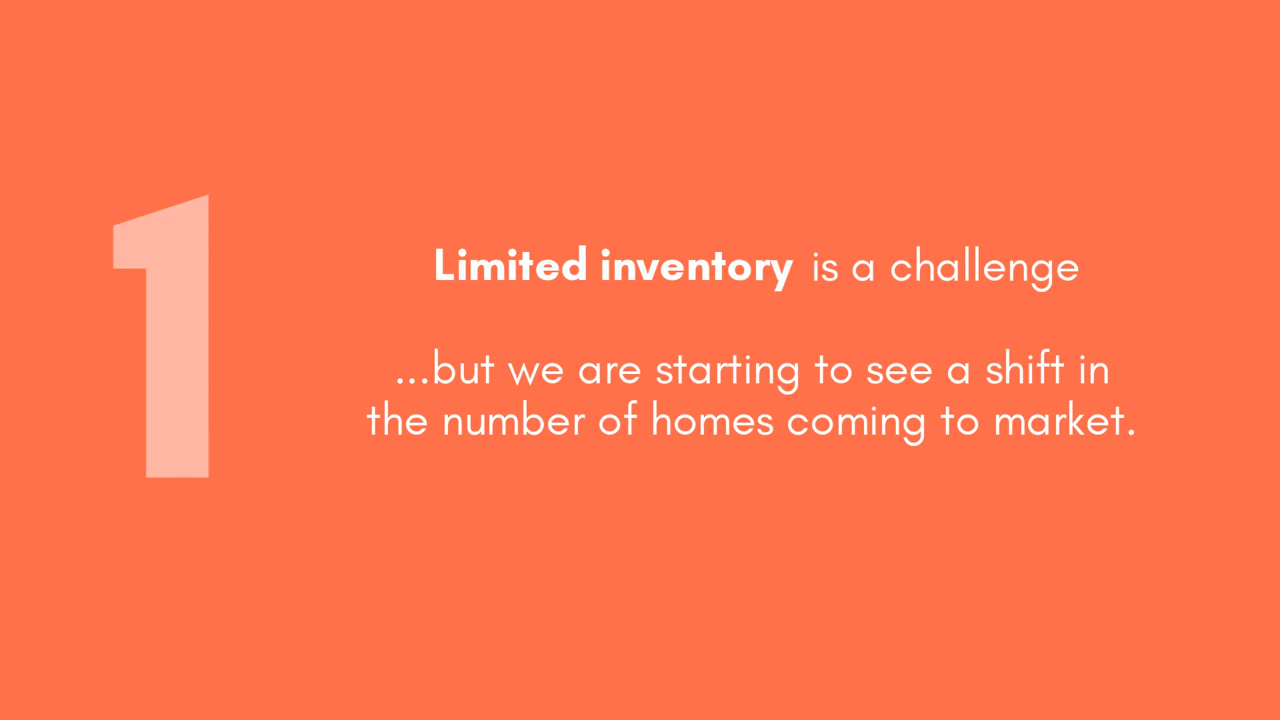 1
Limited inventory is a challenge
...but we are starting to see a shift in
the number of homes coming to market.